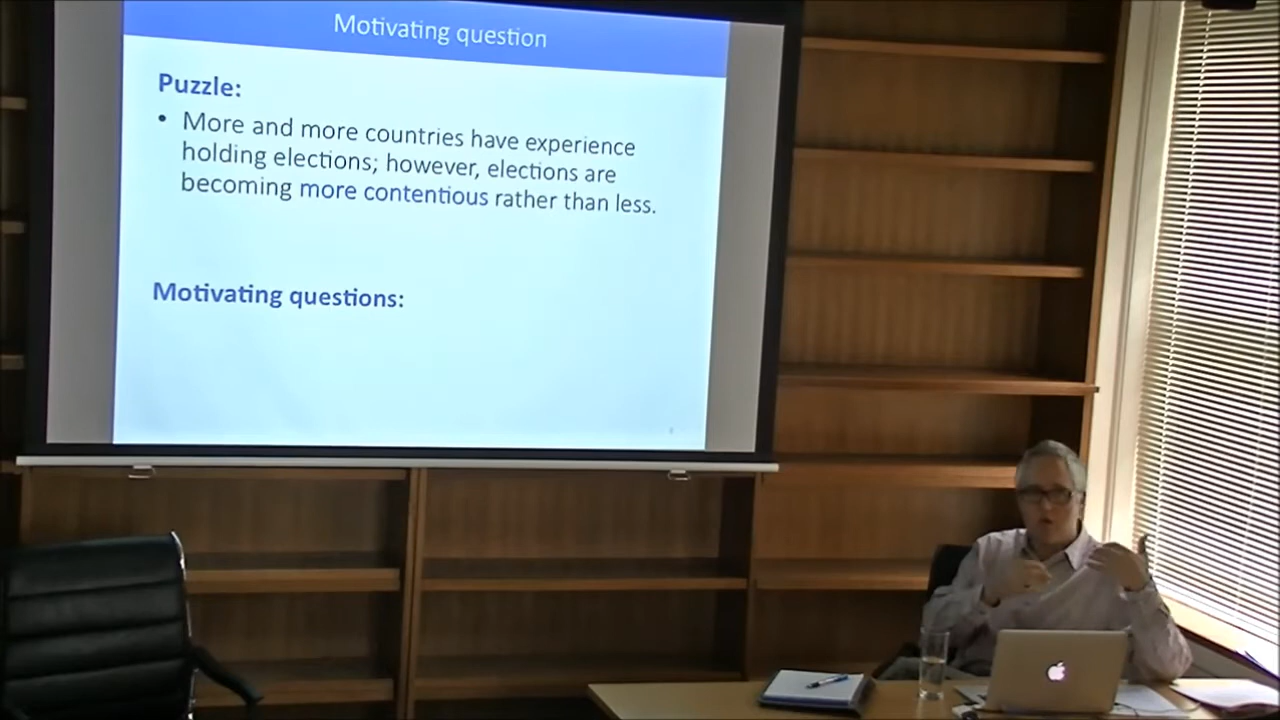 Motivating question
Puzzle:
• More and more countries have experience
holding elections; however, elections are
becoming more contentious rather than less.
Motivating questions: